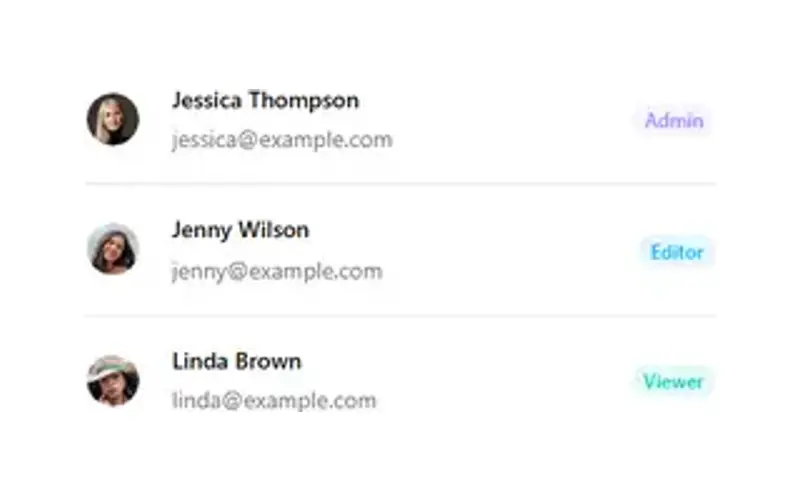 Jessica Thompson
jessica@example.com
Admin
Jenny Wilson
jenny@example.com
Editor
Linda Brown
linda@example.com
Viewer